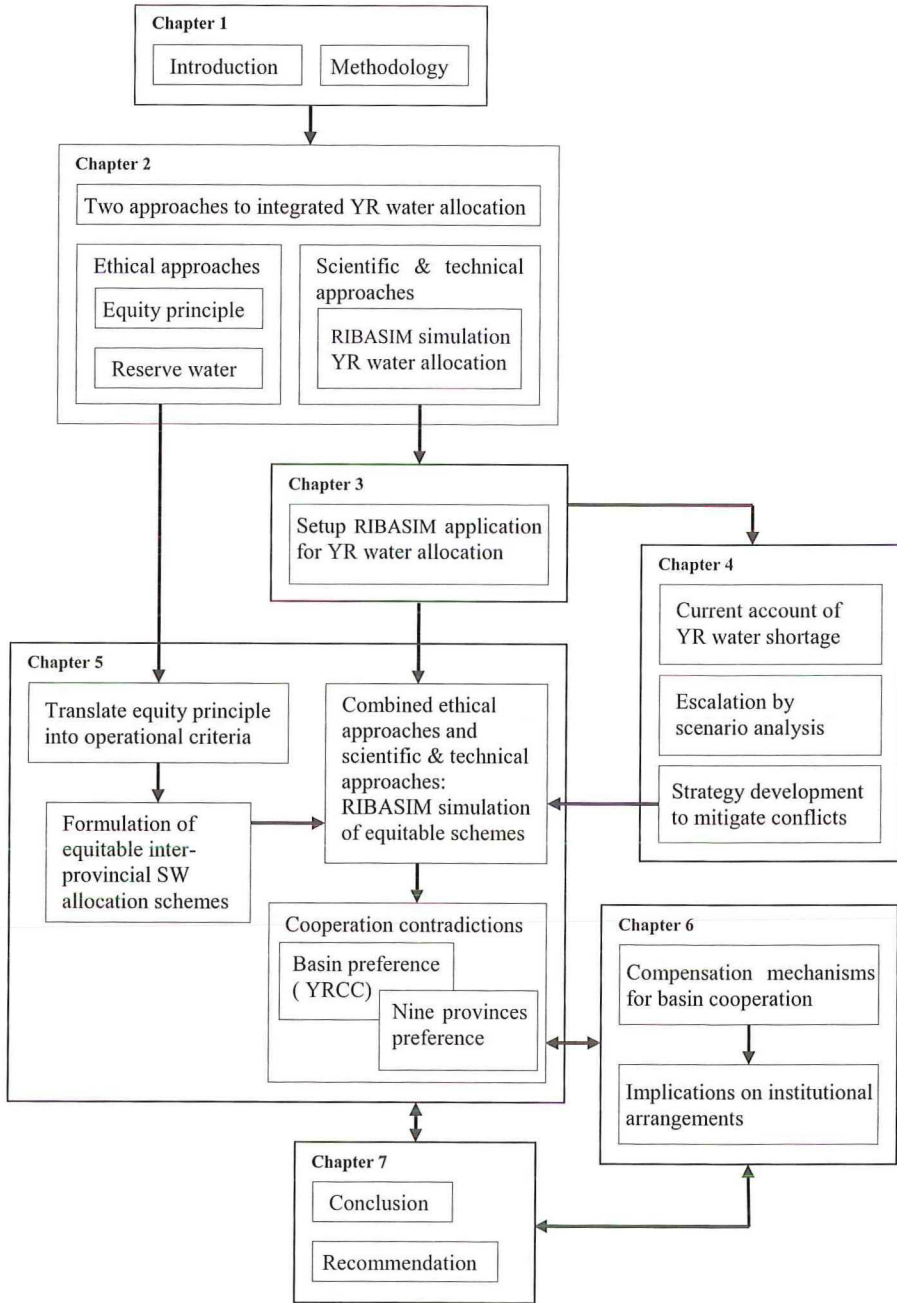 Chapter 1
Introduction
Methodology
Chapter 2
Two approaches to integrated YR water allocation
Ethical approaches
Equity principle
Reserve water
Scientific & technical
approaches
RIBASIM simulation
YR water allocation
Chapter 3
Setup RIBASIM application
for YR water allocation
Chapter 4
Current account of
YR water shortage
Escalation by
scenario analysis
Strategy development
to mitigate conflicts
Chapter 5
Translate equity principle
into operational criteria
Formulation of
equitable inter-
provincial SW
allocation schemes
Combined ethical
approaches and
scientific & technical
approaches:
RIBASIM simulation
of equitable schemes
Cooperation contradictions
Basin preference
( YRCC)
Nine provinces
preference
Chapter 6
Compensation mechanisms
for basin cooperation
Implications on institutional
arrangements
Chapter 7
Conclusion
Recommendation